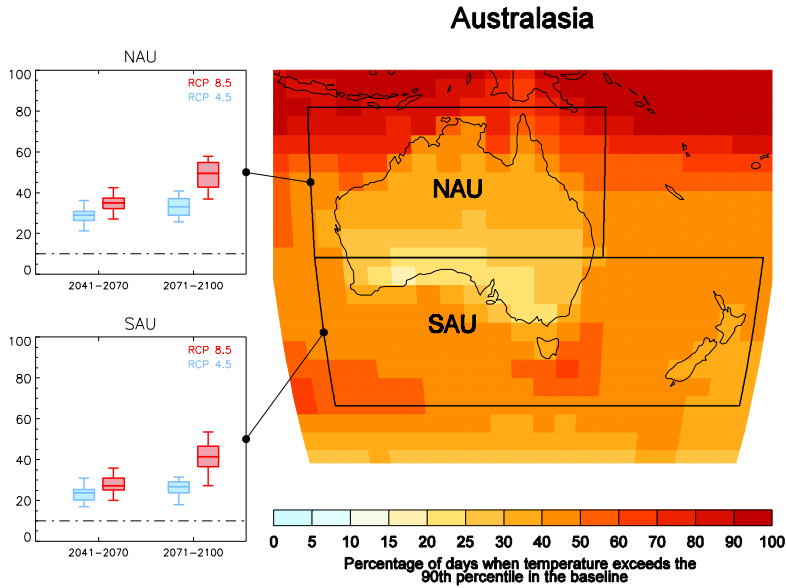 Australasia
NAU
100
80
60
40
20
0
RCP 8.5
RCP 4.5
2041-2070
2071-2100
SAU
100
80
60
40
20
0
RCP 8.5
RCP 4.5
2041-2070
2071-2100
NAU
SAU
0 5 10 15 20 25 30 40 50 60 70 80 90 100
Percentage of days when temperature exceeds the
90th percentile in the baseline